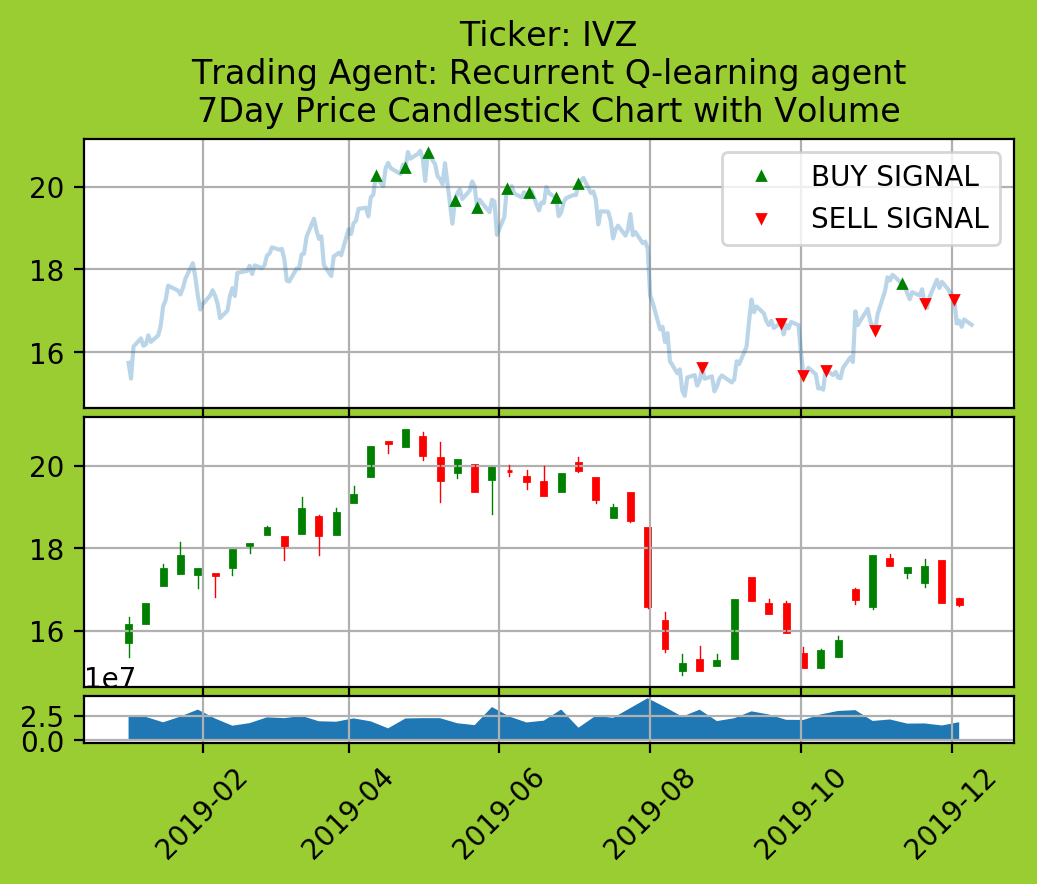 Ticker: IVZ
Trading Agent: Recurrent Q-learning agent
7Day Price Candlestick Chart with Volume
BUY SIGNAL
SELL SIGNAL
20
18
16
20
18
16
1e7
2.5
0.0
2019-02
2019-04
2019-06
2019-08
2019-10
2019-12